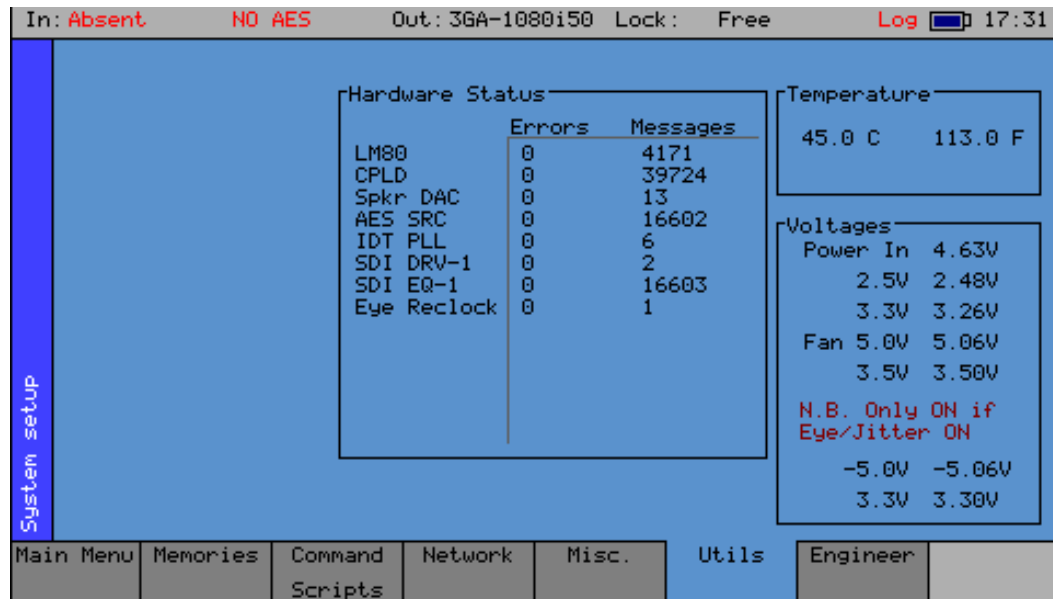 In: Absent NO AES Out: 3GA-1080i50 Lock: Free Log 17:31
Hardware Status
Errors Messages
LM80 0 4171
CPLD 0 39724
Spkr DAC 0 13
AES SRC 0 16602
IDT PLL 0 6
SDI DRV-1 0 2
SDI EQ-1 0 16603
Eye Reclock 0 1
Temperature
45.0 C 113.0 F
Voltages
Power In 4.63V
2.5V 2.48V
3.3V 3.26V
Fan 5.0V 5.06V
3.5V 3.50V
N.B. Only ON if
Eye/Jitter ON
-5.0V -5.06V
3.3V 3.30V
System setup
Main Menu Memories Command Scripts Network Misc. Utils Engineer